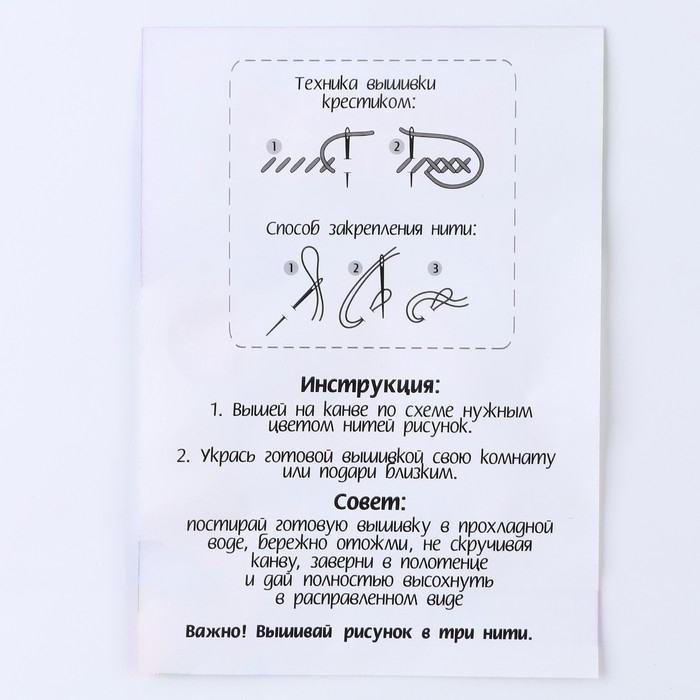 Техника вышивки
крестиком:
1 2
Способ закрепления нити:
1 2 3
Инструкция:
1. Вышей на канве по схеме нужным
цветом нитей рисунок.
2. Укрась готовой вышивкой свою комнату
или подари близким.
Совет:
постирай готовую вышивку в прохладной
воде, бережно отожми, не скручивая
канву, заверни в полотенце
и дай полностью высохнуть
в расправленном виде
Важно! Вышивай рисунок в три нити.